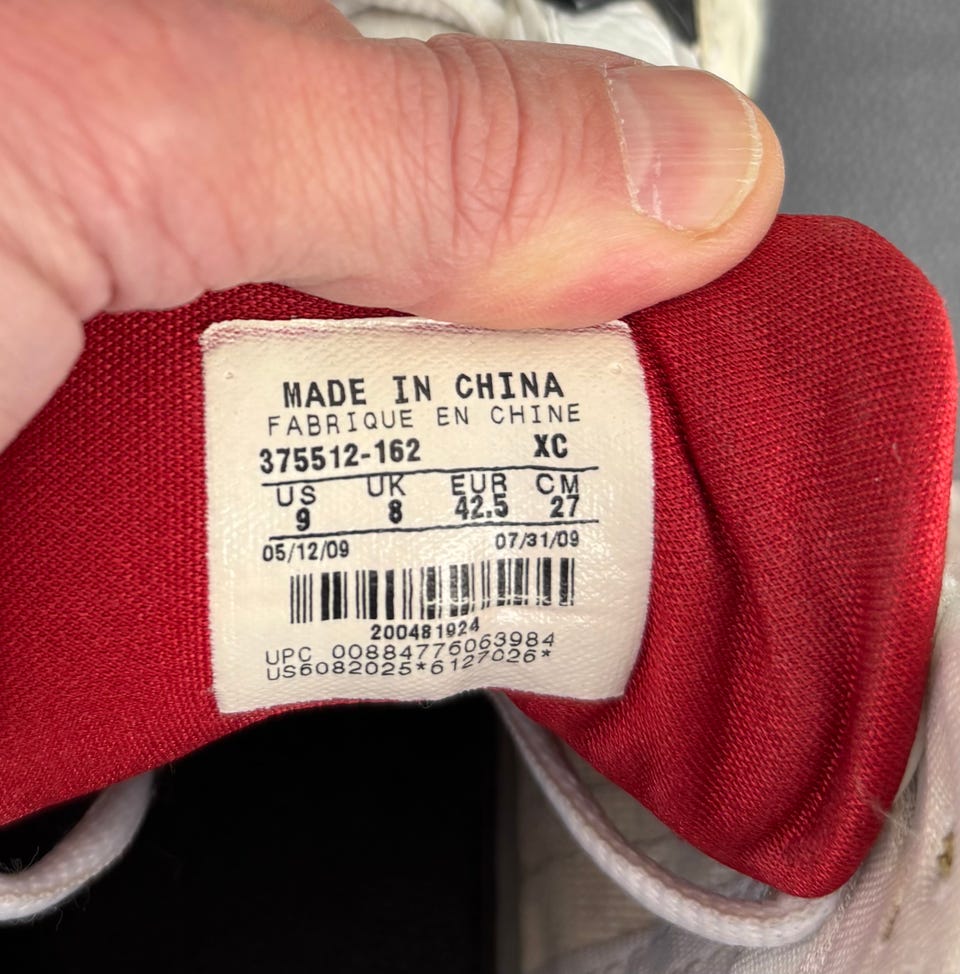 MADE IN CHINA
FABRIQUE EN CHINE
375512-162 XC
US UK EUR CM
9 8 42.5 27
05/12/09 07/31/09
200481924
UPC 00884776063984
US6082025*6127026*